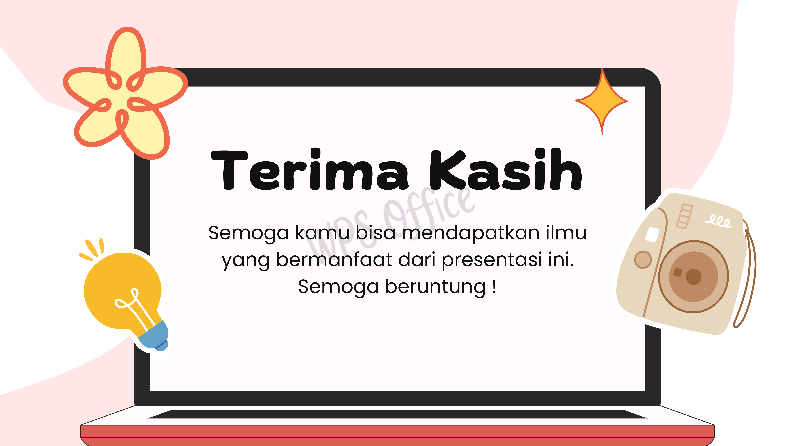 Terima Kasih
WPS Office
Semoga kamu bisa mendapatkan ilmu
yang bermanfaat dari presentasi ini.
Semoga beruntung !